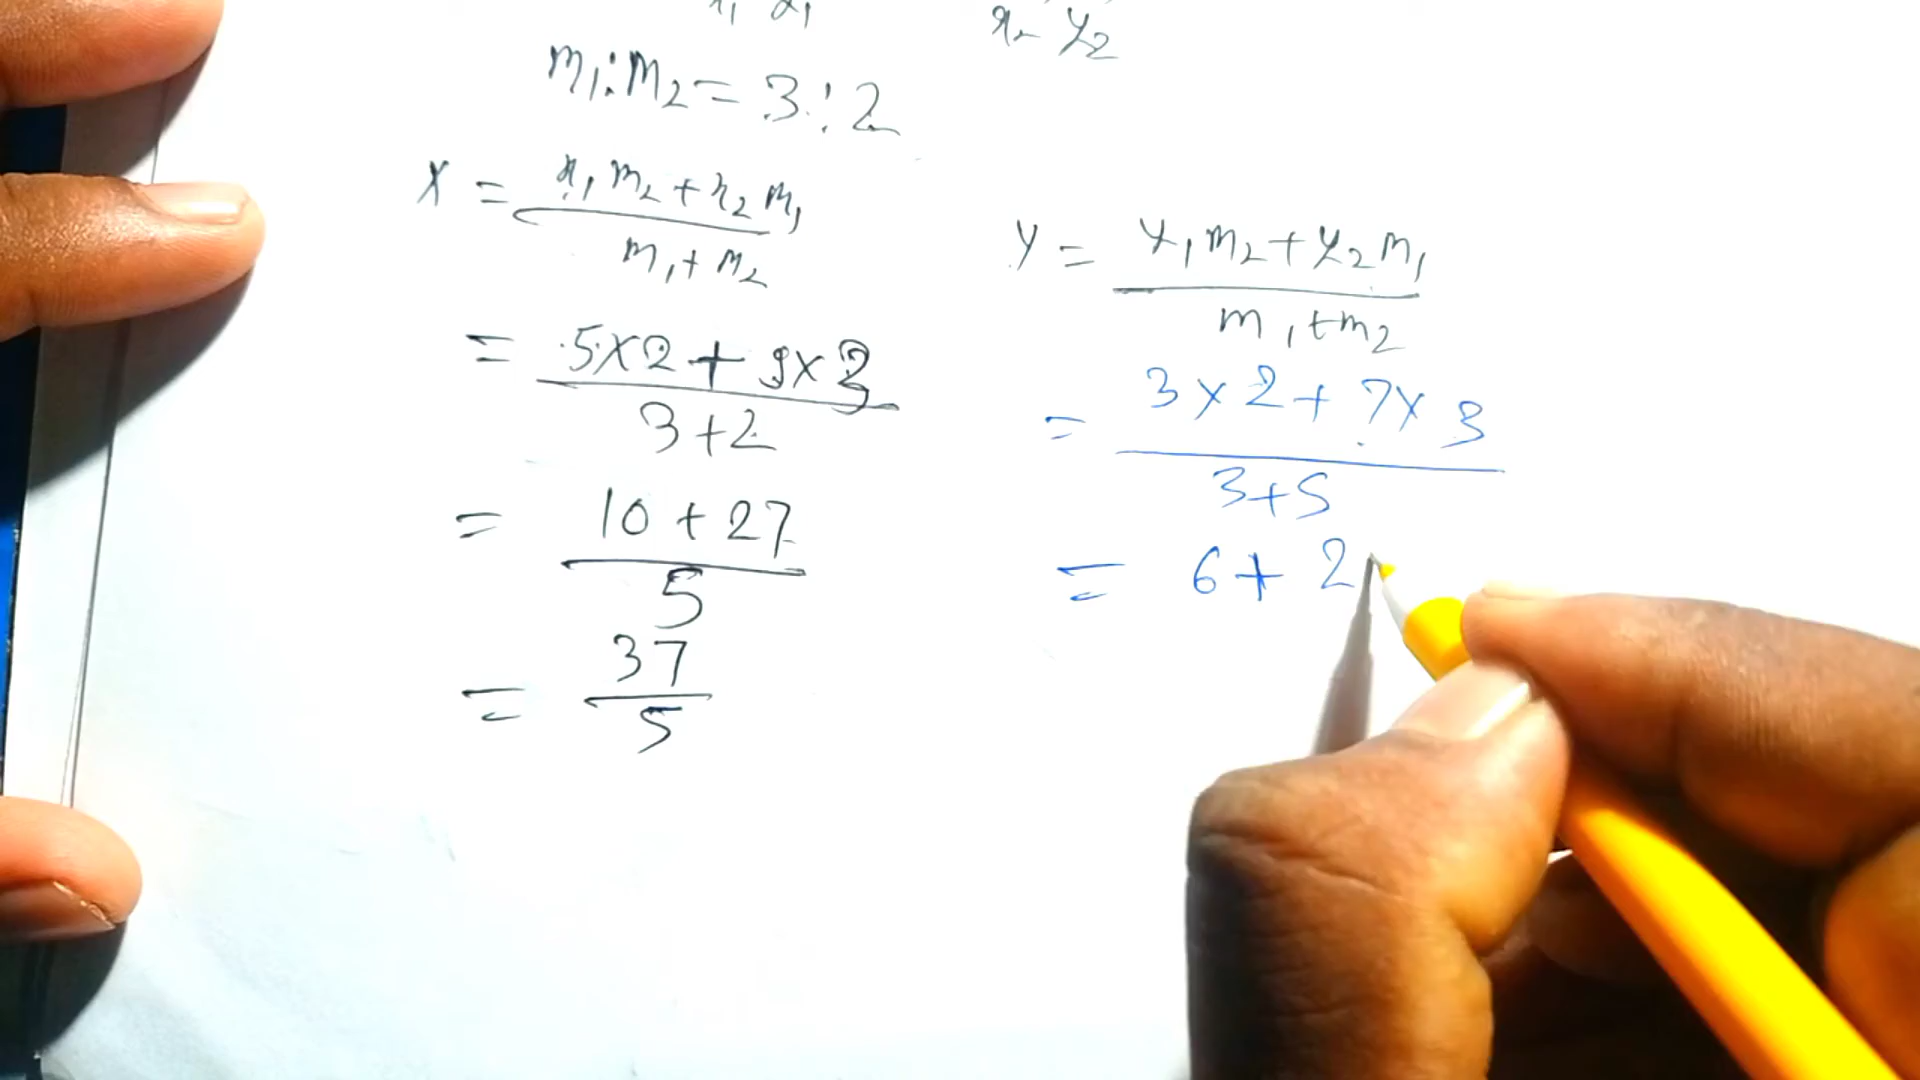 y₂
m₁:m₂ = 3:2
x = x₁m₂ + x₂m₁ / m₁ + m₂
= 5×2 + 9×3 / 3+2
= 10 + 27 / 5
= 37 / 5
y = y₁m₂ + y₂m₁ / m₁+m₂
= 3×2 + 7×3 / 3+5
= 6 + 2